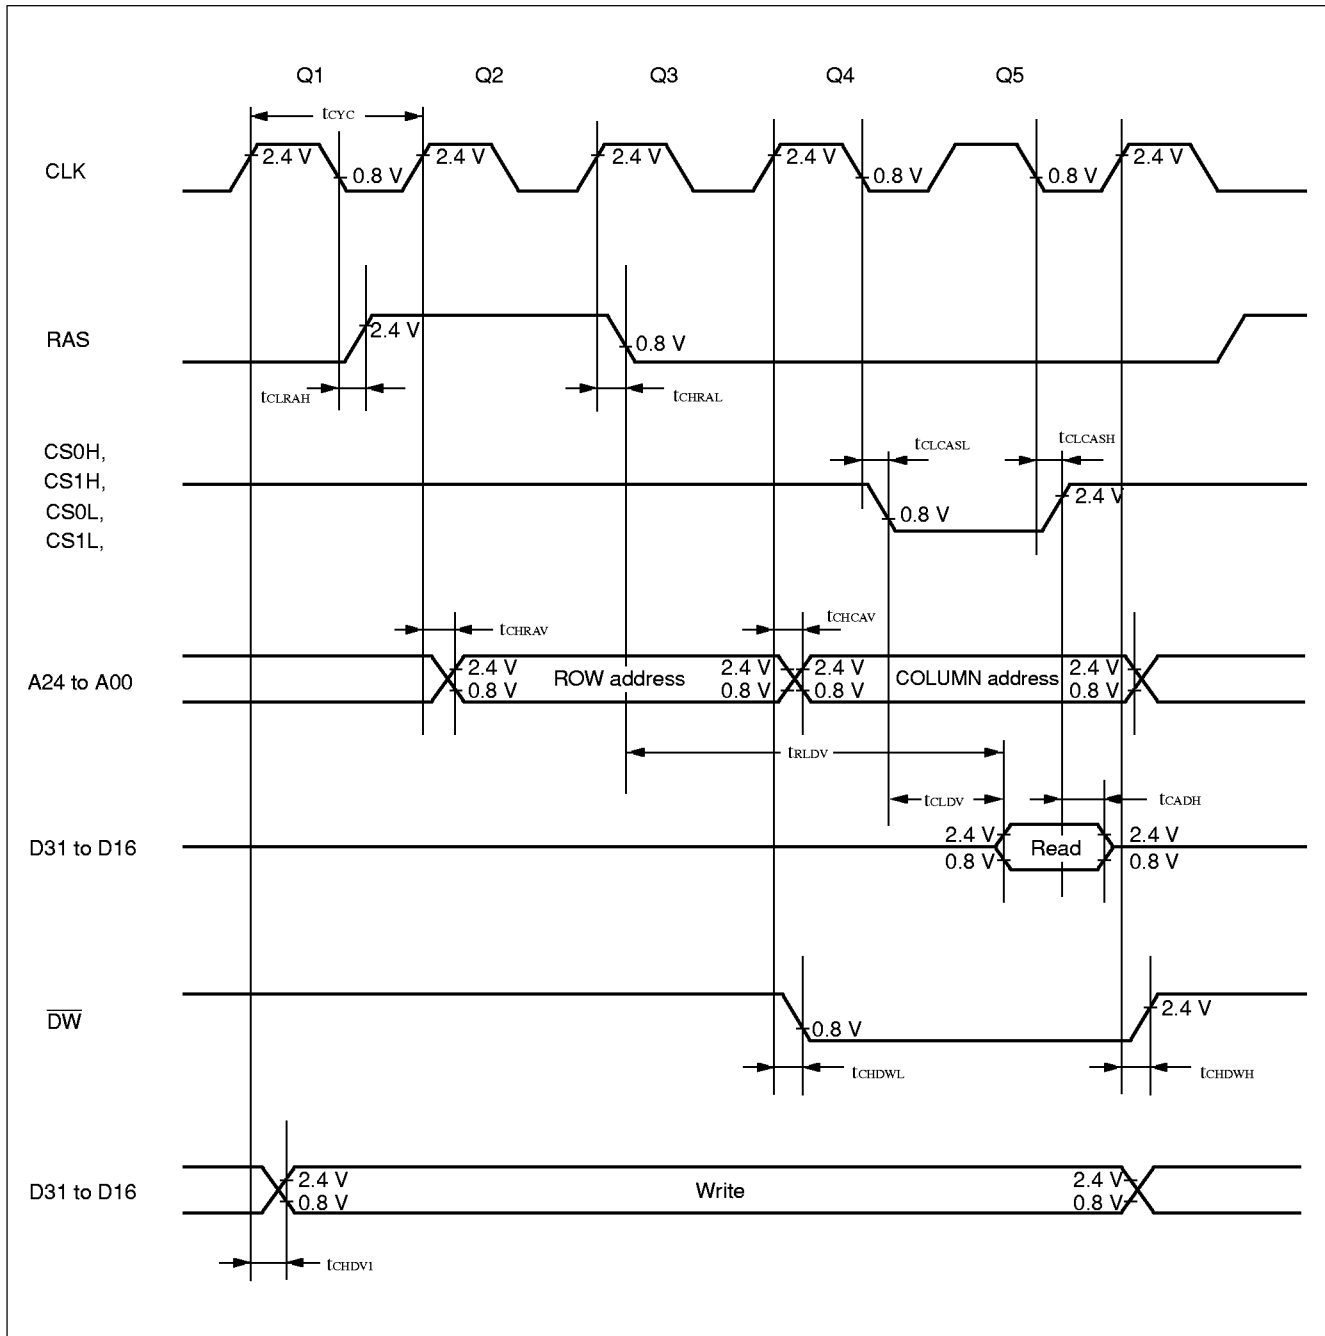 Q1 Q2 Q3 Q4 Q5
tCYC
CLK
2.4 V 0.8 V 2.4 V 2.4 V 2.4 V 0.8 V 0.8 V 2.4 V
RAS
2.4 V 0.8 V
tCLRAH tCHRAL
tCLCASL tCLCASH
CS0H,
CS1H,
CS0L,
CS1L,
0.8 V 2.4 V
tCHRAV tCHCAV
A24 to A00
2.4 V ROW address 2.4 V 2.4 V COLUMN address 2.4 V
0.8 V 0.8 V 0.8 V 0.8 V
tRLDV
tCLDV tCADH
D31 to D16
2.4 V Read 2.4 V
0.8 V 0.8 V
DW
0.8 V 2.4 V
tCHDWL tCHDWH
D31 to D16
2.4 V Write 2.4 V
0.8 V 0.8 V
tCHDV1